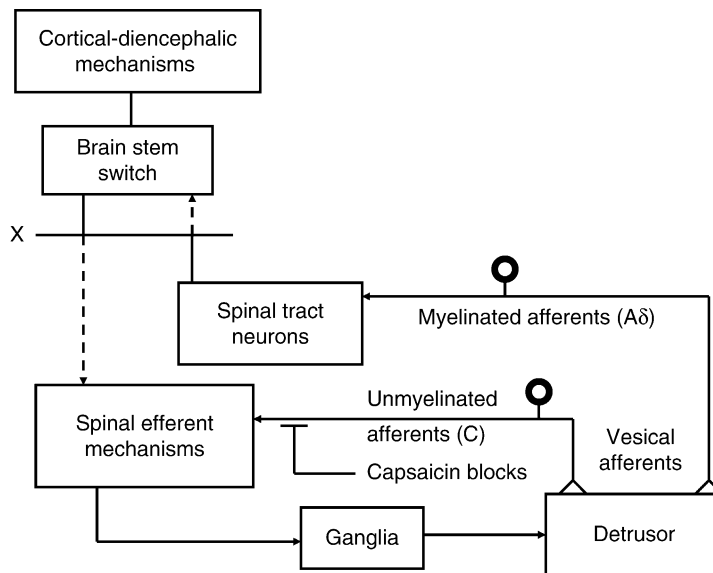 Cortical-diencephalic
mechanisms
Brain stem
switch
X
Spinal tract
neurons
Myelinated afferents (Aδ)
Spinal efferent
mechanisms
Unmyelinated
afferents (C)
Capsaicin blocks
Vesical
afferents
Ganglia
Detrusor